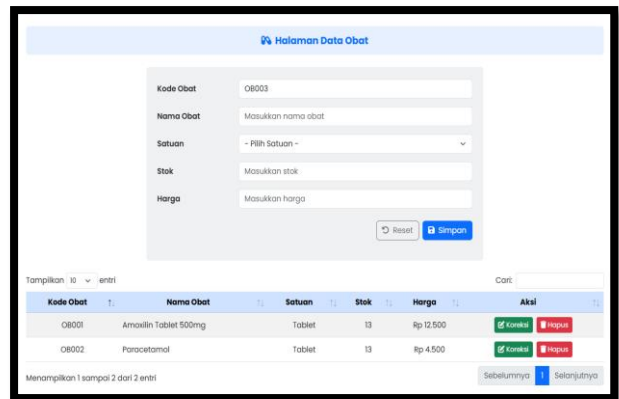 Halaman Data Obat
Kode Obat OB003
Nama Obat Masukkan nama obat
Satuan - Pilih Satuan -
Stok Masukkan stok
Harga Masukkan harga
Reset Simpan
Tampilkan 10 entri Cari:
Kode Obat Nama Obat Satuan Stok Harga Aksi
OB001 Amoxilin Tablet 500mg Tablet 13 Rp 12.500 Koreksi Hapus
OB002 Paracetamol Tablet 13 Rp 4.500 Koreksi Hapus
Menampilkan 1 sampai 2 dari 2 entri Sebelumnya 1 Selanjutnya